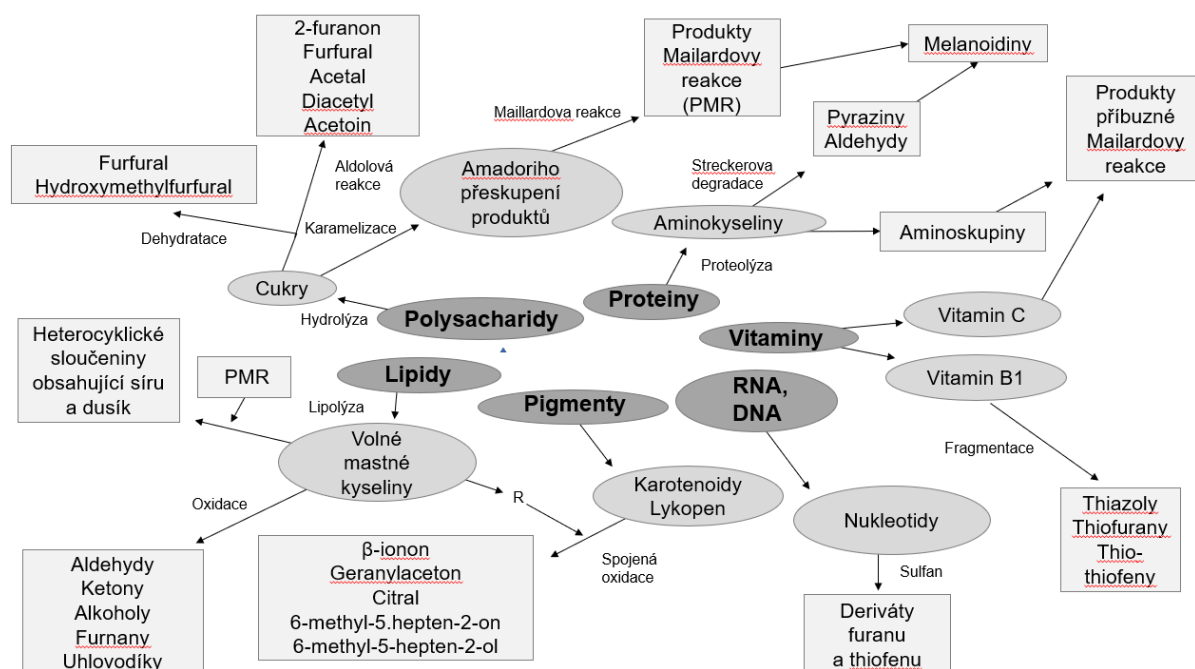 2-furanon
Furfural
Acetal
Diacetyl
Acetoin
Produkty
Mailardovy
reakce
(PMR)
Melanoidiny
Produkty
příbuzné
Mailardovy
reakce
Maillardova reakce
Pyraziny
Aldehydy
Furfural
Hydroxymethylfurfural
Aldolová
reakce
Amadoriho
přeskupení
produktů
Streckerova
degradace
Aminokyseliny
Aminoskupiny
Dehydratace
Karamelizace
Proteolýza
Cukry
Hydrolýza
Polysacharidy
Proteiny
Vitaminy
Vitamin C
Vitamin B1
Heterocyklické
sloučeniny
obsahující síru
a dusík
PMR
Lipidy
Lipolýza
Pigmenty
RNA,
DNA
Fragmentace
Volné
mastné
kyseliny
Oxidace
R
Karotenoidy
Lykopen
Spojená
oxidace
Nukleotidy
Sulfan
Thiazoly
Thiofurany
Thio-
thiofeny
Aldehydy
Ketony
Alkoholy
Furnany
Uhlovodíky
β-ionon
Geranylaceton
Citral
6-methyl-5.hepten-2-on
6-methyl-5-hepten-2-ol
Deriváty
furanu
a thiofenu